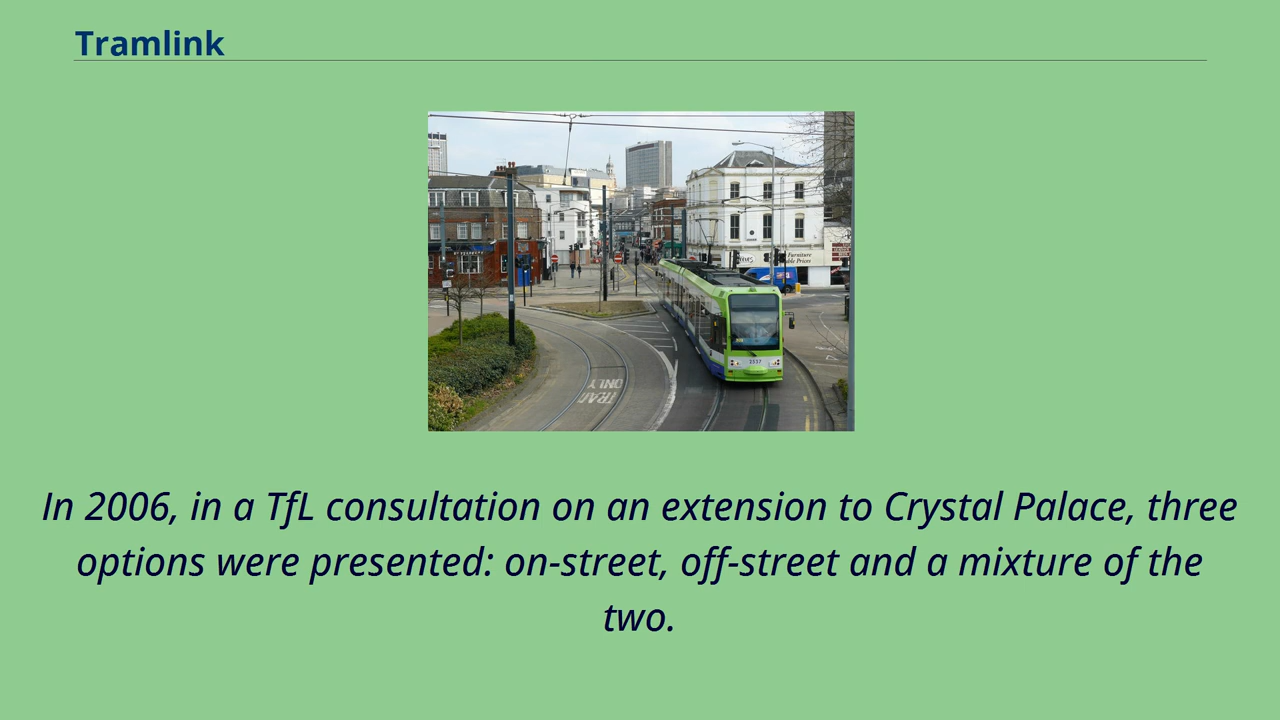 Tramlink
Furniture
TRAM
ONLY
In 2006, in a TfL consultation on an extension to Crystal Palace, three
options were presented: on-street, off-street and a mixture of the
two.